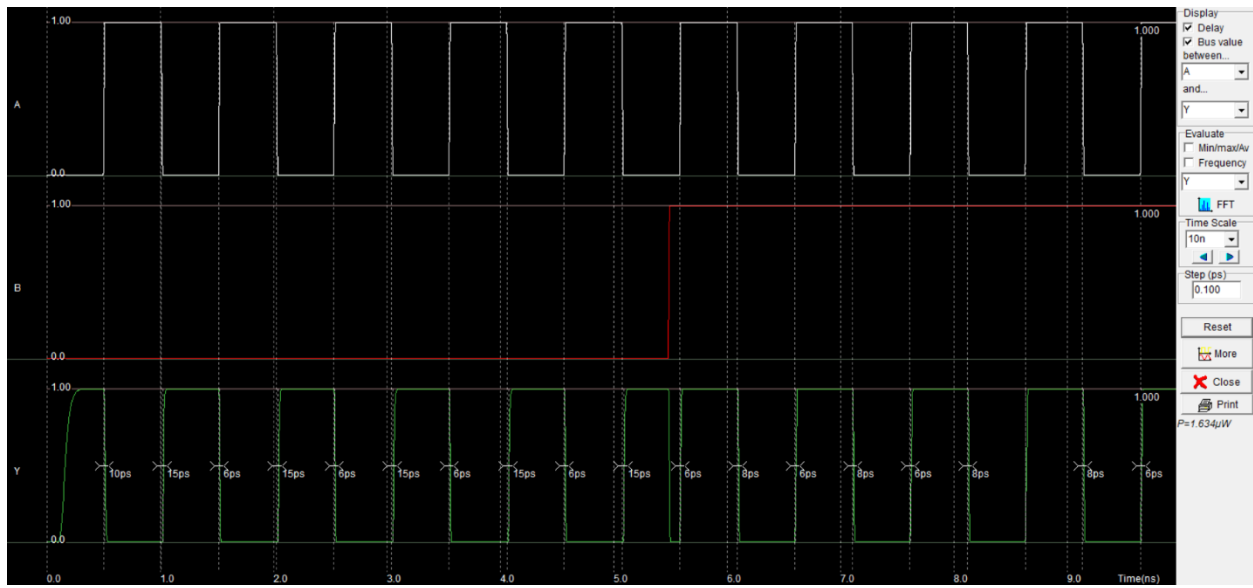 1.00
1.000
A
0.0
1.00
1.000
B
0.0
1.00
1.000
Y
10ps 15ps 6ps 15ps 6ps 15ps 6ps 15ps 6ps 15ps 6ps 8ps 6ps 8ps 6ps 8ps 8ps 6ps
0.0
0.0 1.0 2.0 3.0 4.0 5.0 6.0 7.0 8.0 9.0 Time(ns)
Display
Delay
Bus value
between...
A
and...
Y
Evaluate
Min/max/Av
Frequency
Y
FFT
Time Scale
10n
Step (ps)
0.100
Reset
More
Close
Print
P=1.634µW